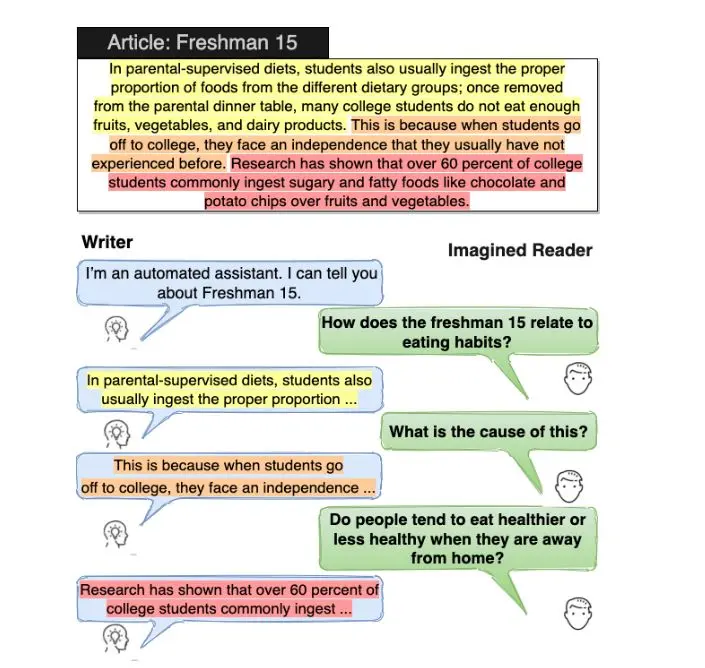 Article: Freshman 15
In parental-supervised diets, students also usually ingest the proper
proportion of foods from the different dietary groups; once removed
from the parental dinner table, many college students do not eat enough
fruits, vegetables, and dairy products. This is because when students go
off to college, they face an independence that they usually have not
experienced before. Research has shown that over 60 percent of college
students commonly ingest sugary and fatty foods like chocolate and
potato chips over fruits and vegetables.
Writer
Imagined Reader
I'm an automated assistant. I can tell you
about Freshman 15.
How does the freshman 15 relate to
eating habits?
In parental-supervised diets, students also
usually ingest the proper proportion ...
What is the cause of this?
This is because when students go
off to college, they face an independence ...
Do people tend to eat healthier or
less healthy when they are away
from home?
Research has shown that over 60 percent of
college students commonly ingest ...